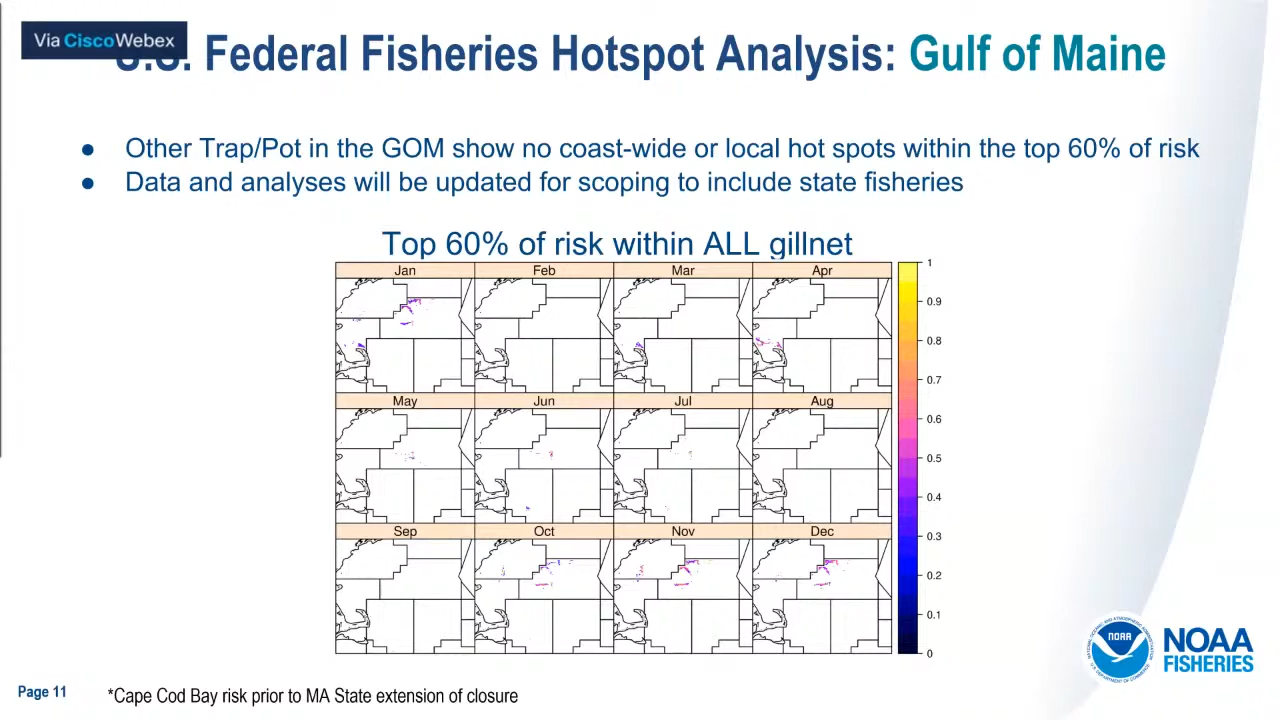 Via CiscoWebex
U.S. Federal Fisheries Hotspot Analysis: Gulf of Maine
● Other Trap/Pot in the GOM show no coast-wide or local hot spots within the top 60% of risk
● Data and analyses will be updated for scoping to include state fisheries
Top 60% of risk within ALL gillnet
Jan Feb Mar Apr
May Jun Jul Aug
Sep Oct Nov Dec
1
0.9
0.8
0.7
0.6
0.5
0.4
0.3
0.2
0.1
0
NOAA
NOAA
FISHERIES
Page 11
*Cape Cod Bay risk prior to MA State extension of closure